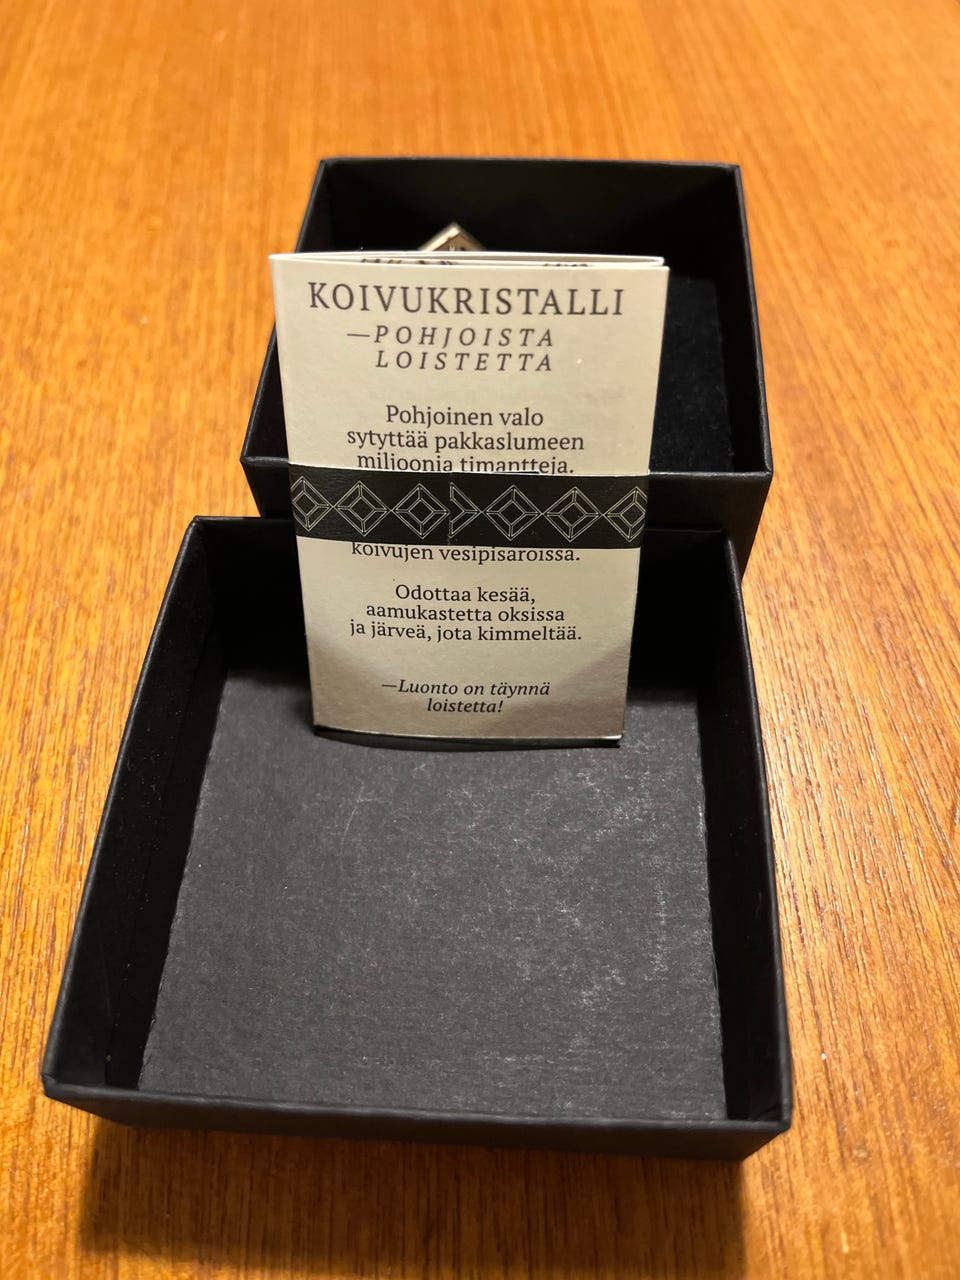 KOIVUKRISTALLI
—POHJOISTA
LOISTETTA
Pohjoinen valo
sytyttää pakkaslumeen
miljoonia timantteja.
koivujen vesipisaroissa.
Odottaa kesää,
aamukastetta oksissa
ja järveä, jota kimmeltää.
—Luonto on täynnä
loistetta!